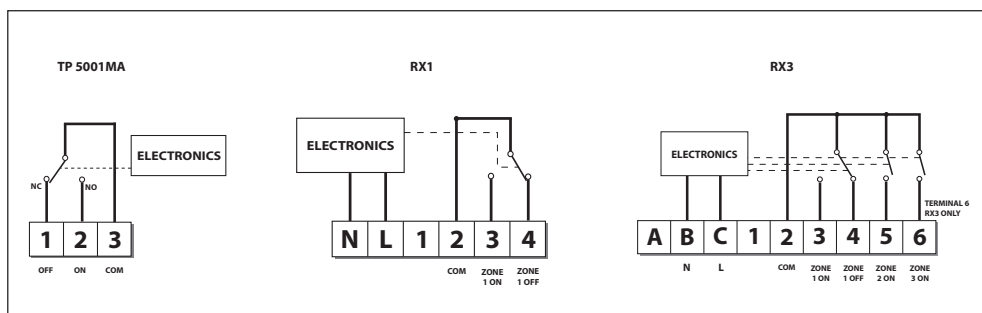 TP 5001MA
RX1
RX3
ELECTRONICS
NC
NO
1 2 3
OFF ON COM
ELECTRONICS
N L 1 2 3 4
COM ZONE 1 ON ZONE 1 OFF
ELECTRONICS
TERMINAL 6
RX3 ONLY
A B C 1 2 3 4 5 6
N L COM ZONE 1 ON ZONE 1 OFF ZONE 2 ON ZONE 3 ON